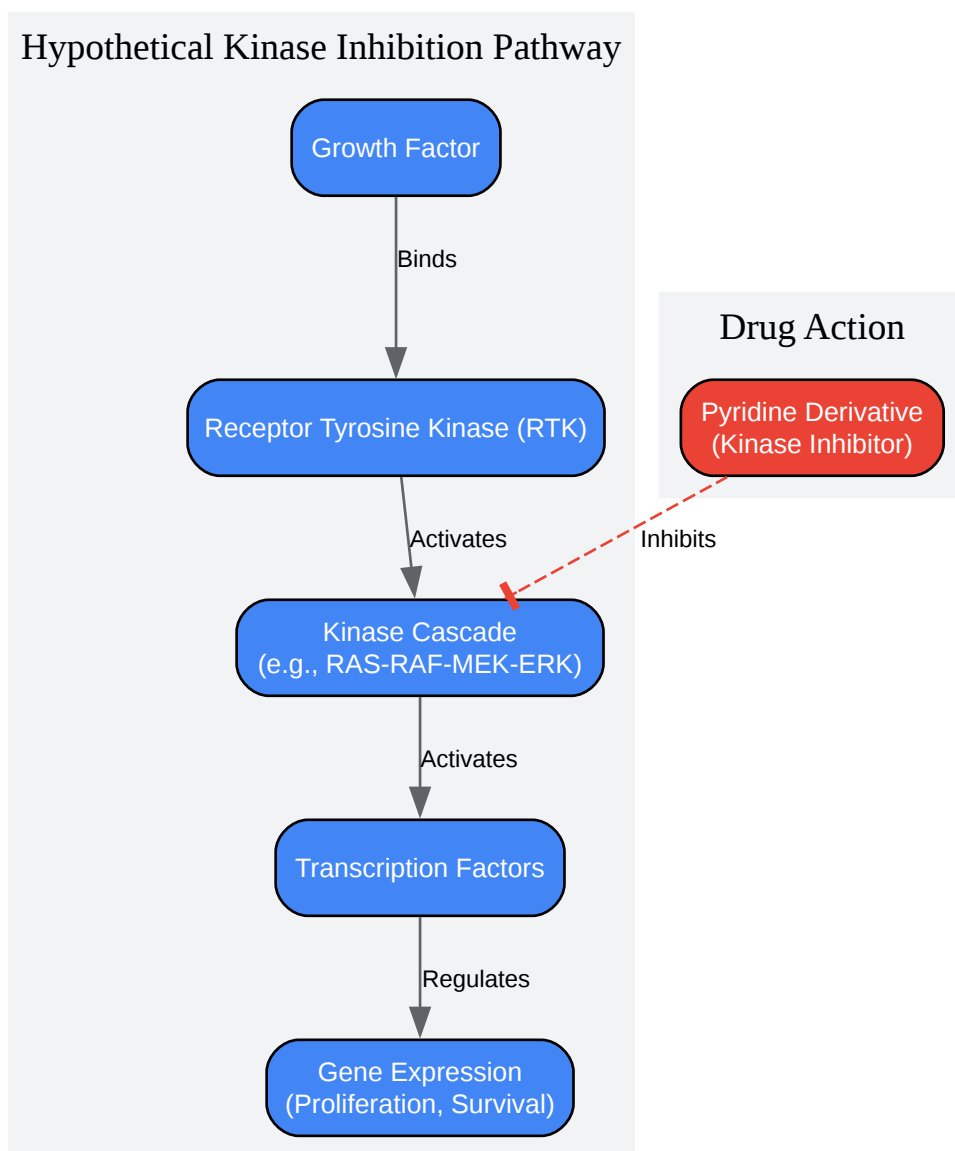 Hypothetical Kinase Inhibition Pathway
Growth Factor
Binds
Drug Action
Receptor Tyrosine Kinase (RTK)
Pyridine Derivative
(Kinase Inhibitor)
Activates
Inhibits
Kinase Cascade
(e.g., RAS-RAF-MEK-ERK)
Activates
Transcription Factors
Regulates
Gene Expression
(Proliferation, Survival)